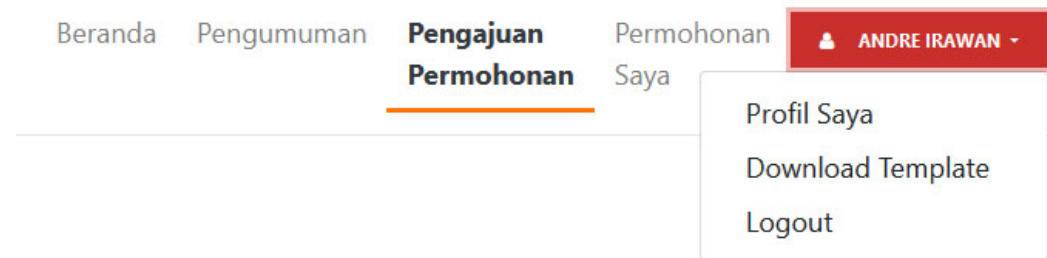 Beranda
Pengumuman
Pengajuan
Permohonan
Permohonan
Saya
ANDRE IRAWAN
Profil Saya
Download Template
Logout